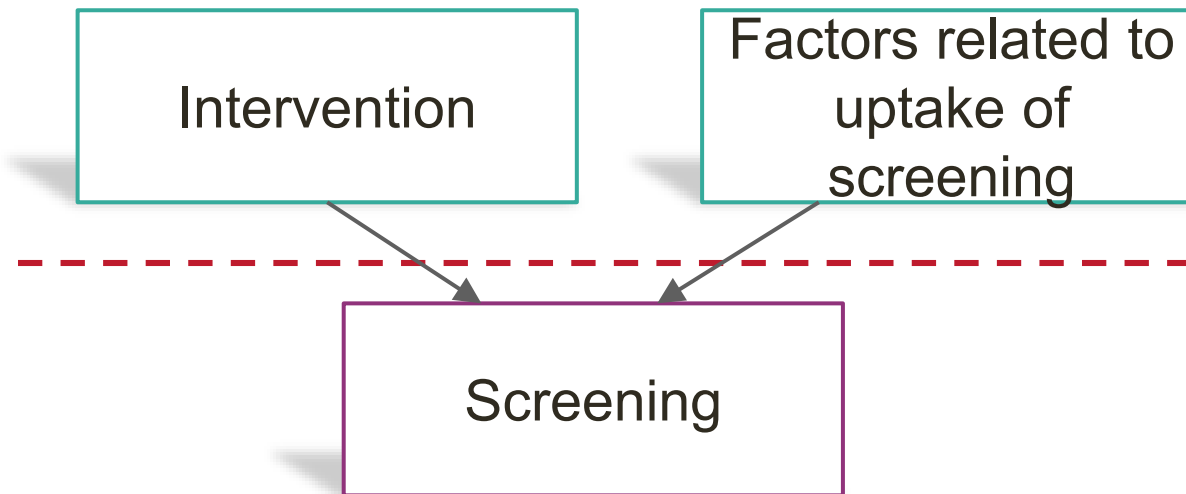 Intervention
Factors related to
uptake of
screening
Screening